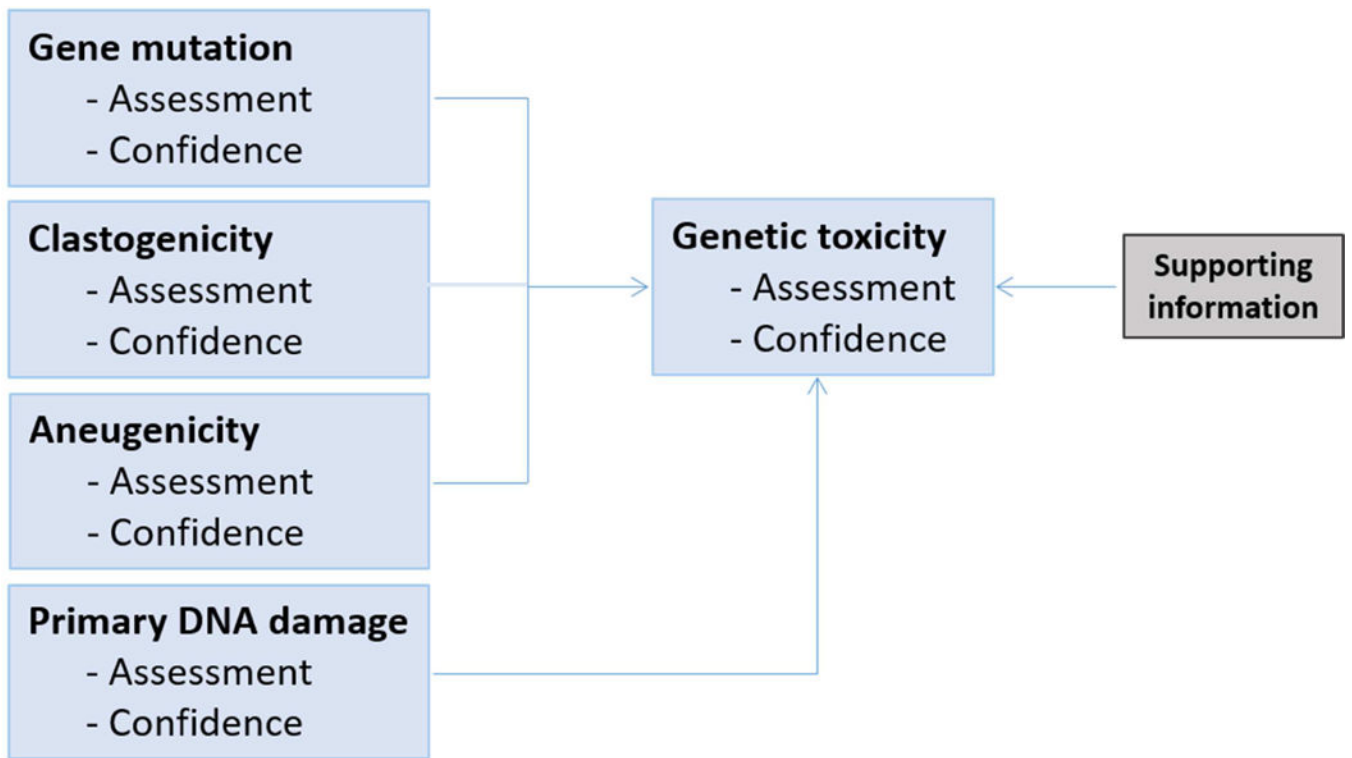 Gene mutation
- Assessment
- Confidence
Clastogenicity
- Assessment
- Confidence
Aneugenicity
- Assessment
- Confidence
Primary DNA damage
- Assessment
- Confidence
Genetic toxicity
- Assessment
- Confidence
Supporting
information